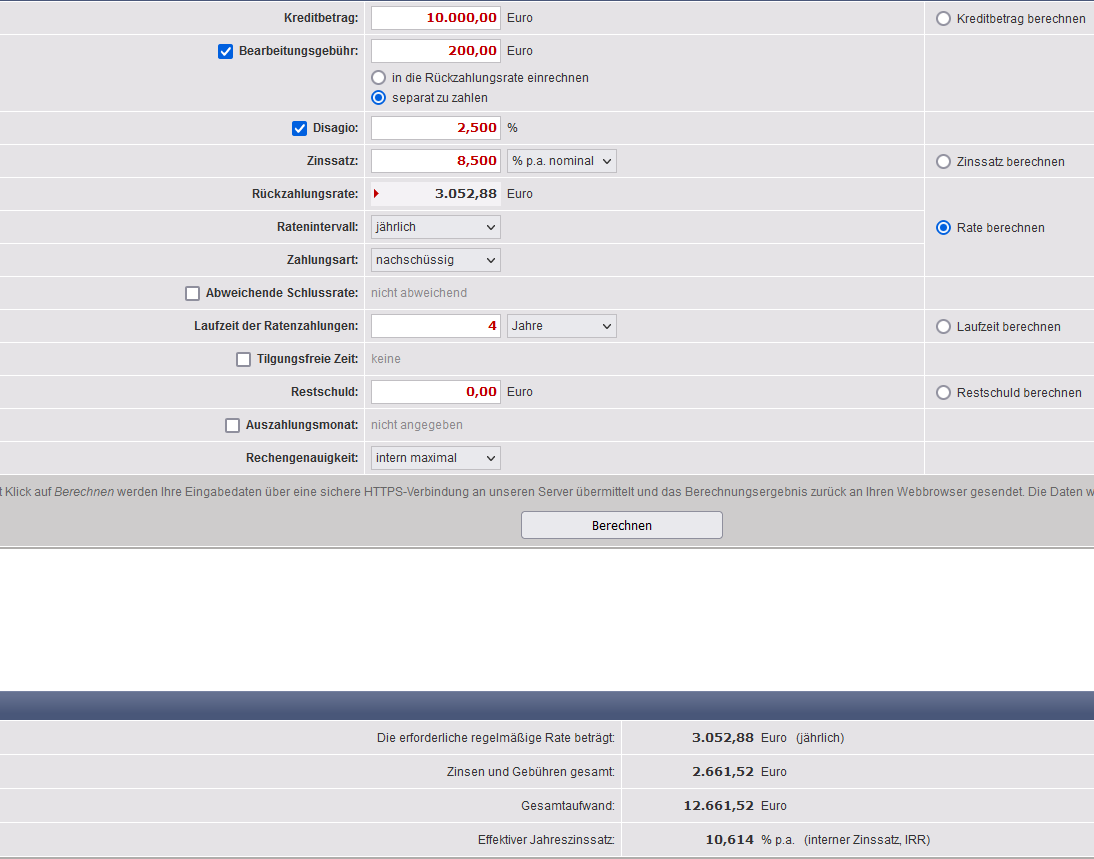 Kreditbetrag: 10.000,00 Euro Kreditbetrag berechnen
Bearbeitungsgebühr: 200,00 Euro
in die Rückzahlungsrate einrechnen
separat zu zahlen
Disagio: 2,500 %
Zinssatz: 8,500 % p.a. nominal Zinssatz berechnen
Rückzahlungsrate: 3.052,88 Euro
Ratenintervall: jährlich Rate berechnen
Zahlungsart: nachschüssig
Abweichende Schlussrate: nicht abweichend
Laufzeit der Ratenzahlungen: 4 Jahre Laufzeit berechnen
Tilgungsfreie Zeit: keine
Restschuld: 0,00 Euro Restschuld berechnen
Auszahlungsmonat: nicht angegeben
Rechengenauigkeit: intern maximal
t Klick auf Berechnen werden Ihre Eingabedaten über eine sichere HTTPS-Verbindung an unseren Server übermittelt und das Berechnungsergebnis zurück an Ihren Webbrowser gesendet. Die Daten w
Berechnen
Die erforderliche regelmäßige Rate beträgt: 3.052,88 Euro (jährlich)
Zinsen und Gebühren gesamt: 2.661,52 Euro
Gesamtaufwand: 12.661,52 Euro
Effektiver Jahreszinssatz: 10,614 % p.a. (interner Zinssatz, IRR)